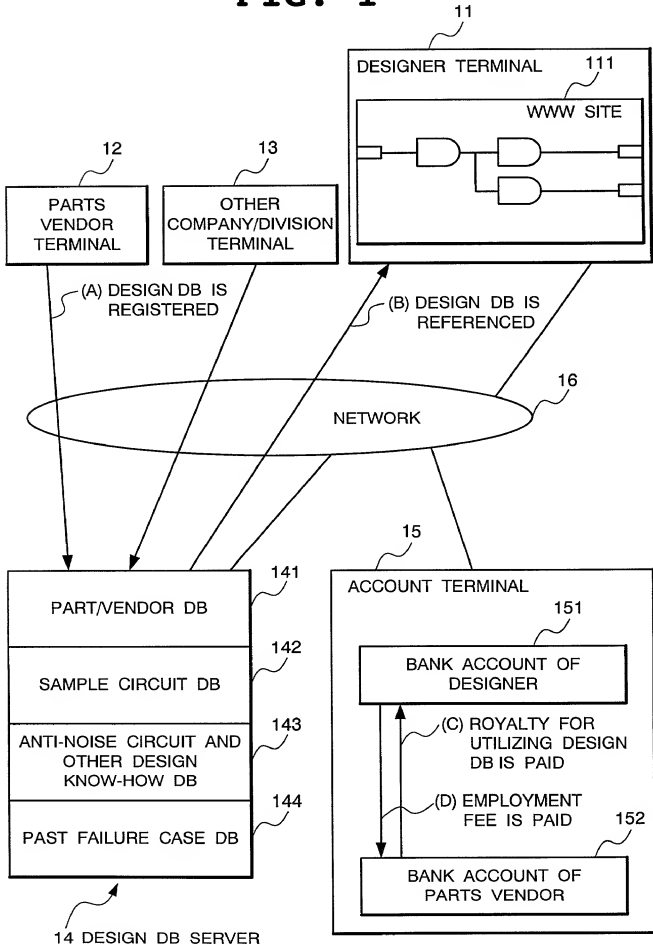 FIG. 1
11
DESIGNER TERMINAL
111
WWW SITE
12
PARTS
VENDOR
TERMINAL
13
OTHER
COMPANY/DIVISION
TERMINAL
(A) DESIGN DB IS
REGISTERED
(B) DESIGN DB IS
REFERENCED
16
NETWORK
141
PART/VENDOR DB
142
SAMPLE CIRCUIT DB
143
ANTI-NOISE CIRCUIT AND
OTHER DESIGN
KNOW-HOW DB
144
PAST FAILURE CASE DB
14 DESIGN DB SERVER
15
ACCOUNT TERMINAL
151
BANK ACCOUNT OF
DESIGNER
(C) ROYALTY FOR
UTILIZING DESIGN
DB IS PAID
(D) EMPLOYMENT
FEE IS PAID
152
BANK ACCOUNT OF
PARTS VENDOR